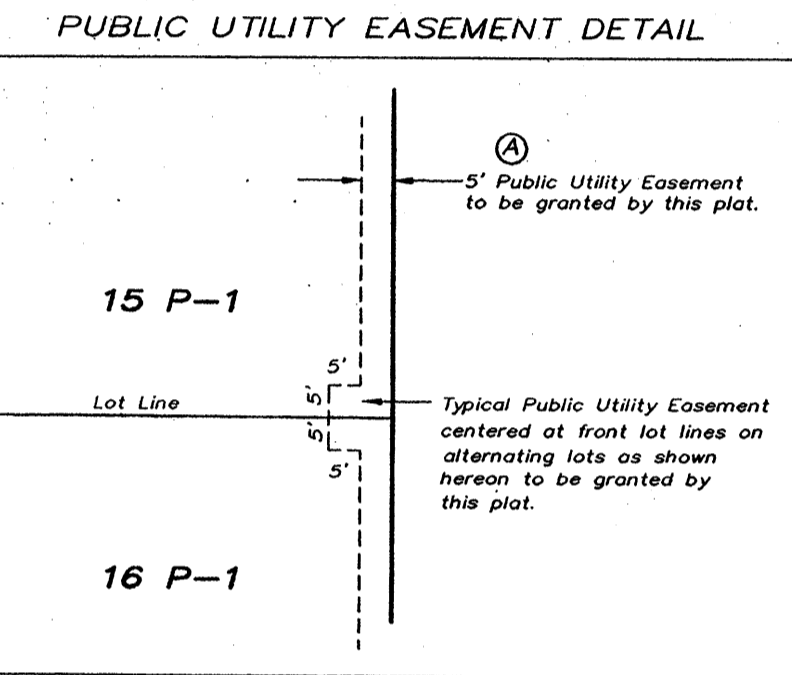 PUBLIC UTILITY EASEMENT DETAIL
A
5' Public Utility Easement
to be granted by this plat.
15 P-1
5'
5'
Lot Line
Typical Public Utility Easement
centered at front lot lines on
alternating lots as shown
hereon to be granted by
this plat.
5'
5'
16 P-1